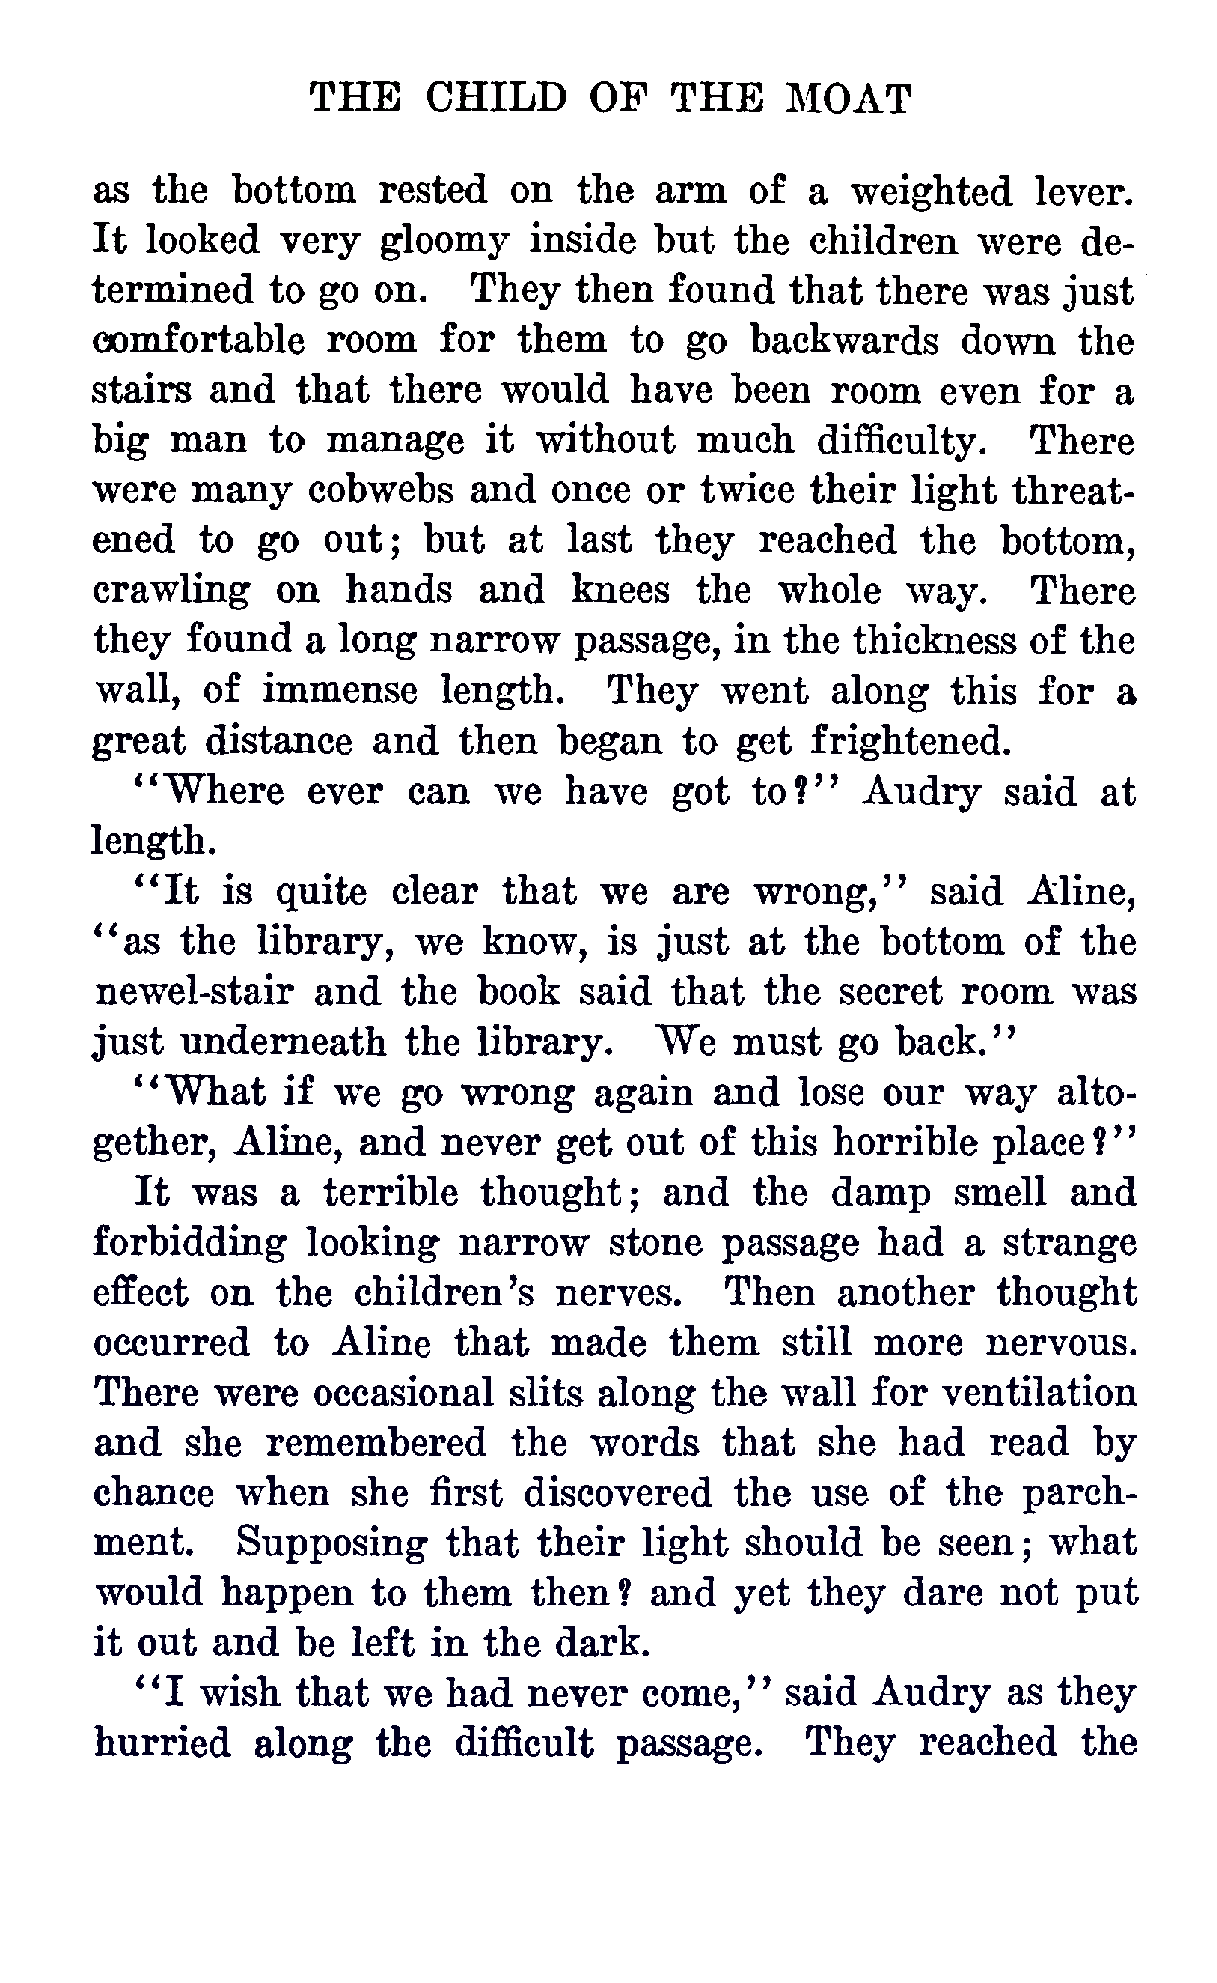 THE CHILD OF THE MOAT
as the bottom rested on the arm of a weighted lever.
It looked very gloomy inside but the children were de-
termined to go on. They then found that there was just
comfortable room for them to go backwards down the
stairs and that there would have been room even for a
big man to manage it without much difficulty. There
were many cobwebs and once or twice their light threat-
ened to go out; but at last they reached the bottom,
crawling on hands and knees the whole way. There
they found a long narrow passage, in the thickness of the
wall, of immense length. They went along this for a
great distance and then began to get frightened.
"Where ever can we have got to?" Audry said at
length.
"It is quite clear that we are wrong," said Aline,
"as the library, we know, is just at the bottom of the
newel-stair and the book said that the secret room was
just underneath the library. We must go back."
"What if we go wrong again and lose our way alto-
gether, Aline, and never get out of this horrible place?"
It was a terrible thought; and the damp smell and
forbidding looking narrow stone passage had a strange
effect on the children's nerves. Then another thought
occurred to Aline that made them still more nervous.
There were occasional slits along the wall for ventilation
and she remembered the words that she had read by
chance when she first discovered the use of the parch-
ment. Supposing that their light should be seen; what
would happen to them then? and yet they dare not put
it out and be left in the dark.
"I wish that we had never come," said Audry as they
hurried along the difficult passage. They reached the